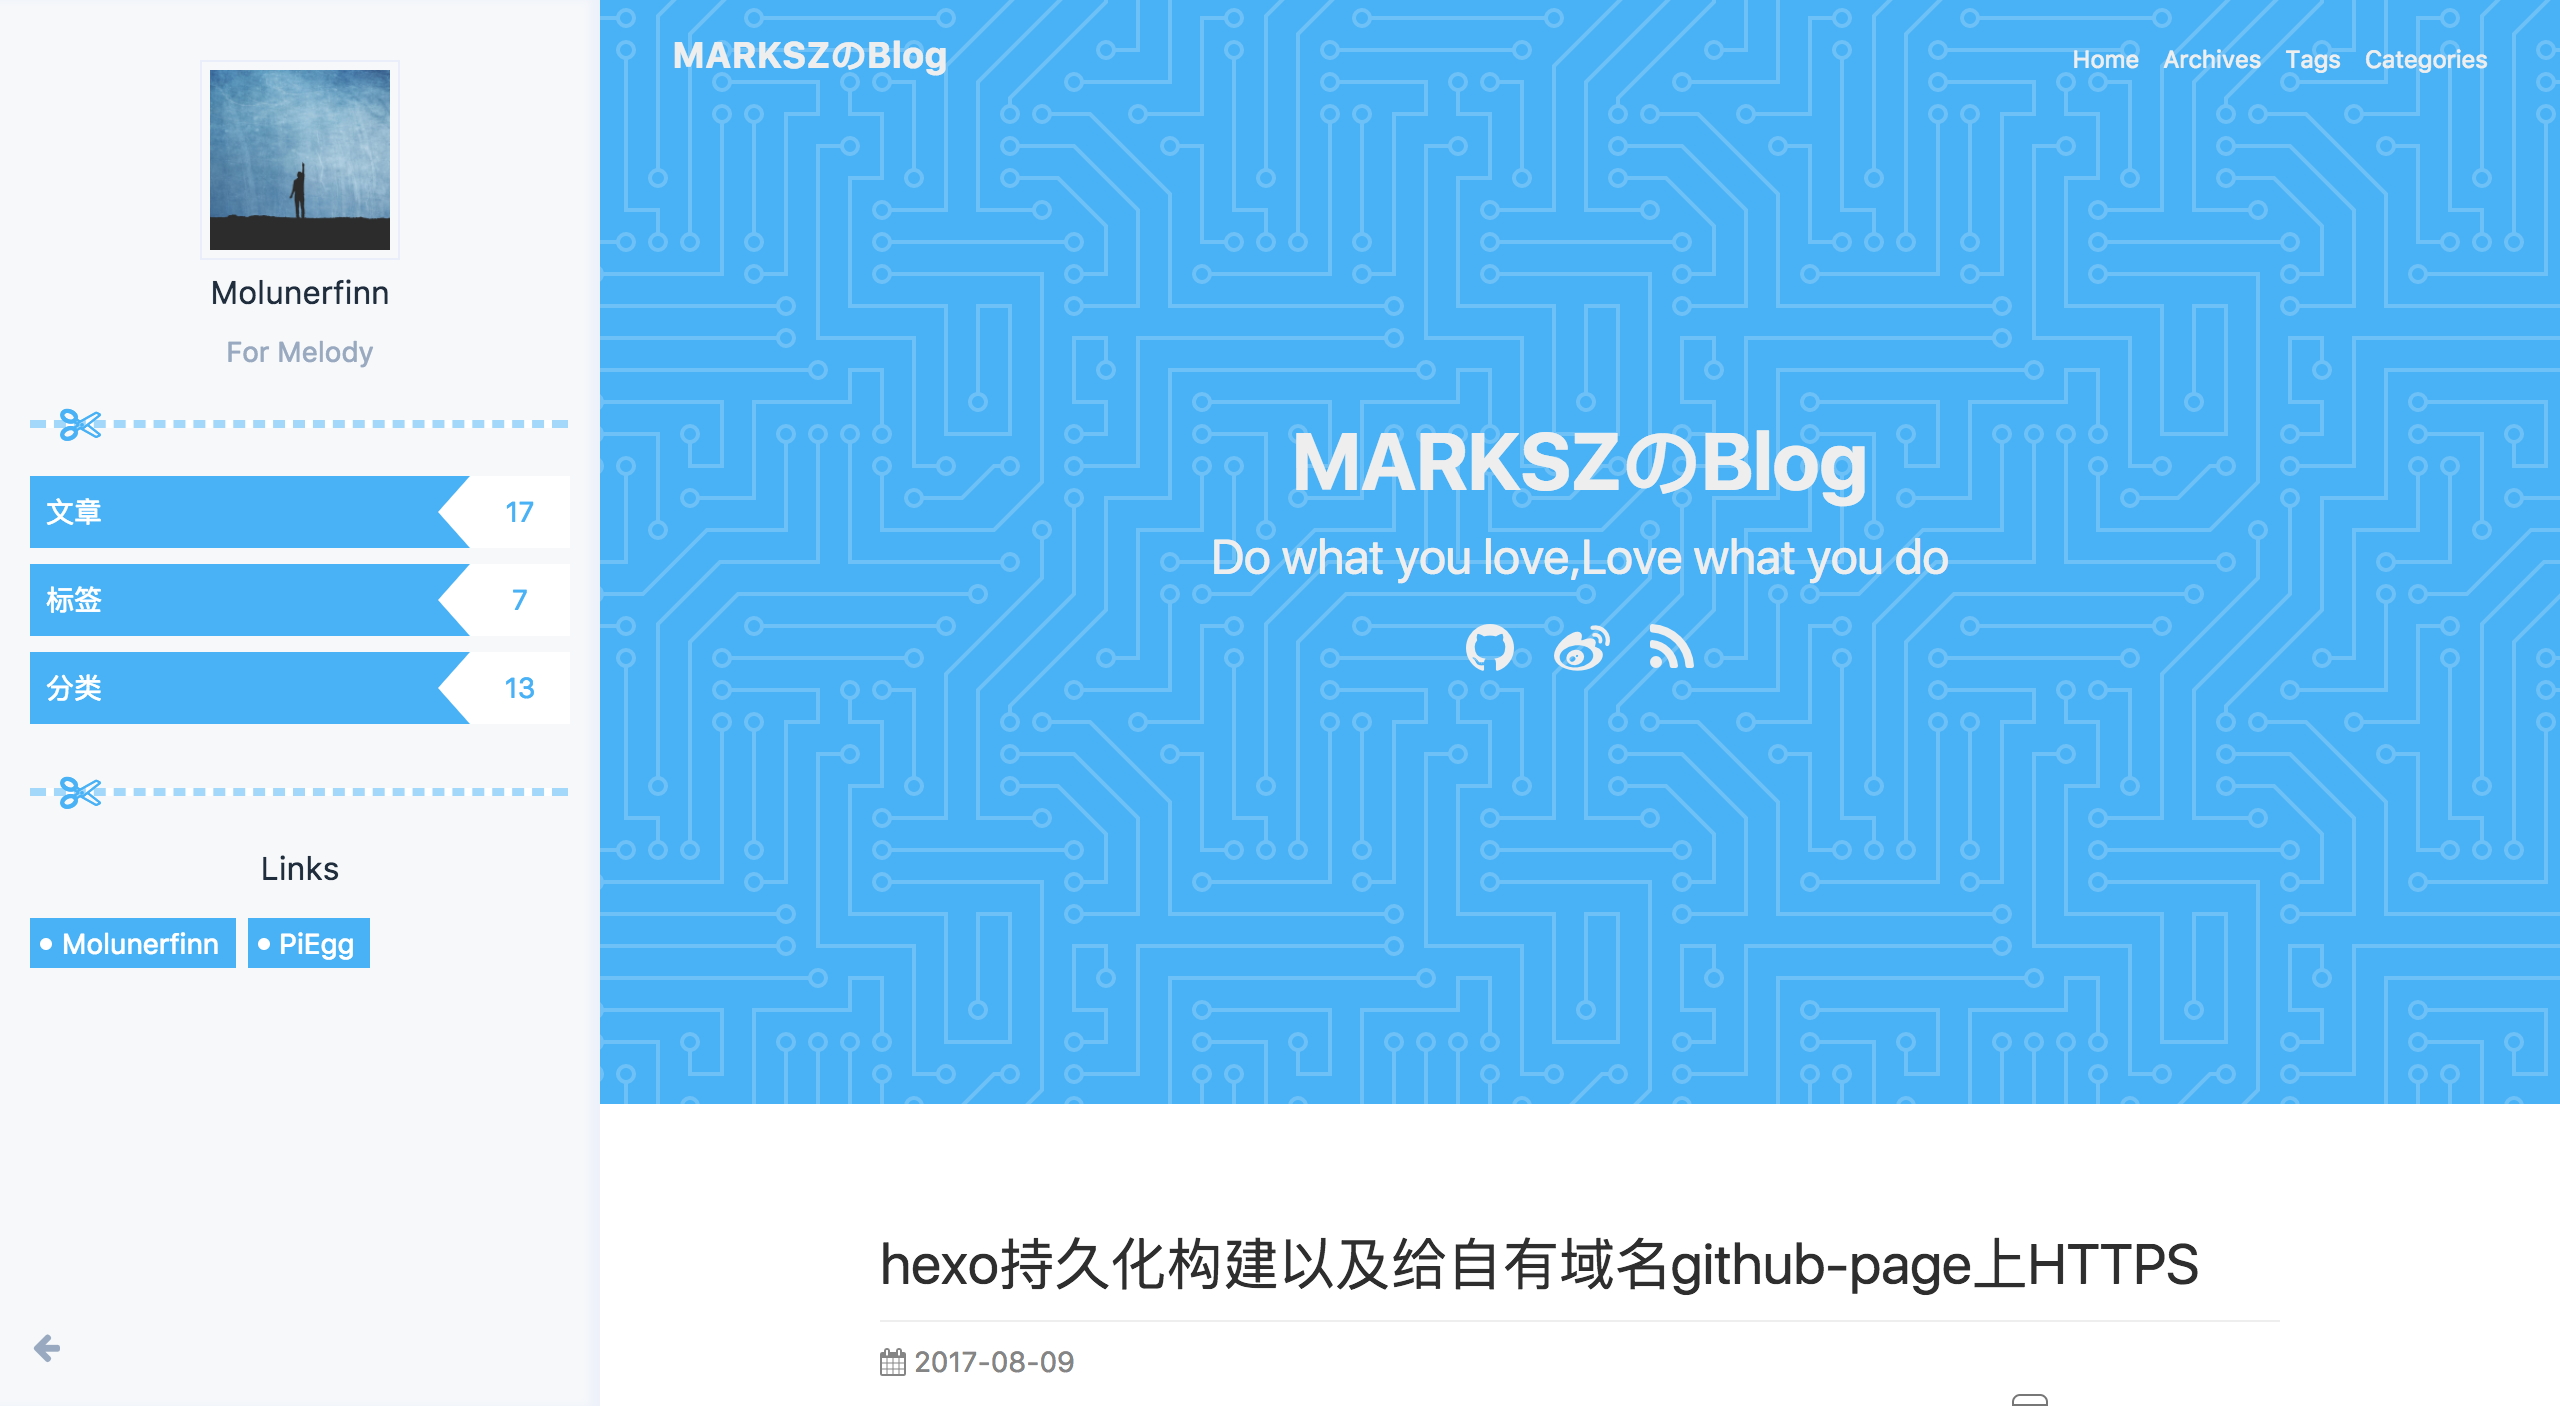 Molunerfinn
For Melody
文章 17
标签 7
分类 13
Links
Molunerfinn PiEgg
MARKSZのBlog
Home Archives Tags Categories
MARKSZのBlog
Do what you love,Love what you do
hexo持久化构建以及给自有域名github-page上HTTPS
2017-08-09